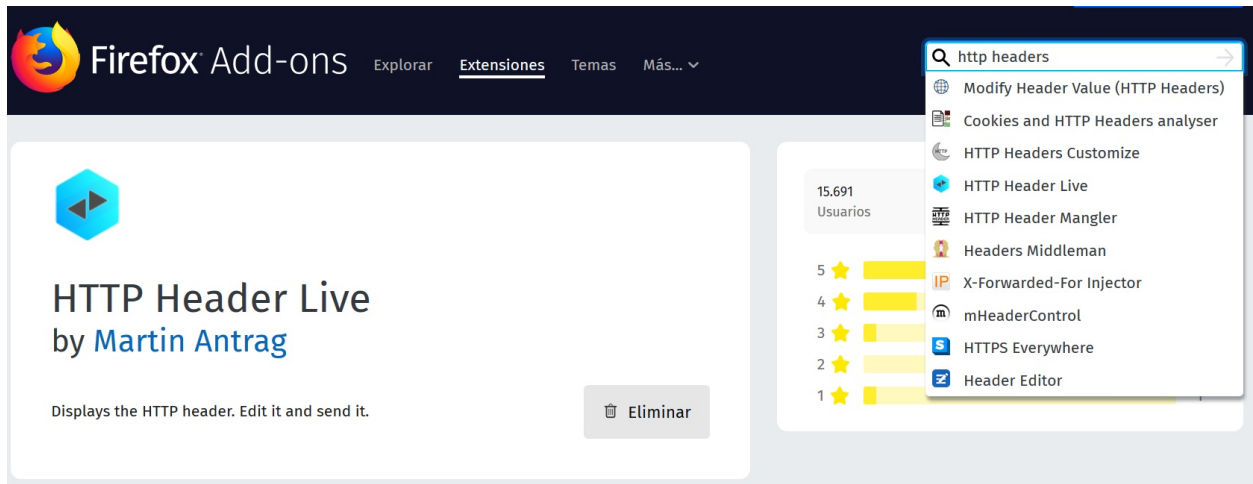 Firefox Add-ons Explorar Extensiones Temas Más...
http headers
Modify Header Value (HTTP Headers)
Cookies and HTTP Headers analyser
HTTP Headers Customize
HTTP Header Live
HTTP Header Mangler
Headers Middleman
IP X-Forwarded-For Injector
m mHeaderControl
S HTTPS Everywhere
Header Editor
HTTP Header Live
by Martin Antrag
Displays the HTTP header. Edit it and send it.
Eliminar
15.691
Usuarios
5
4
3
2
1